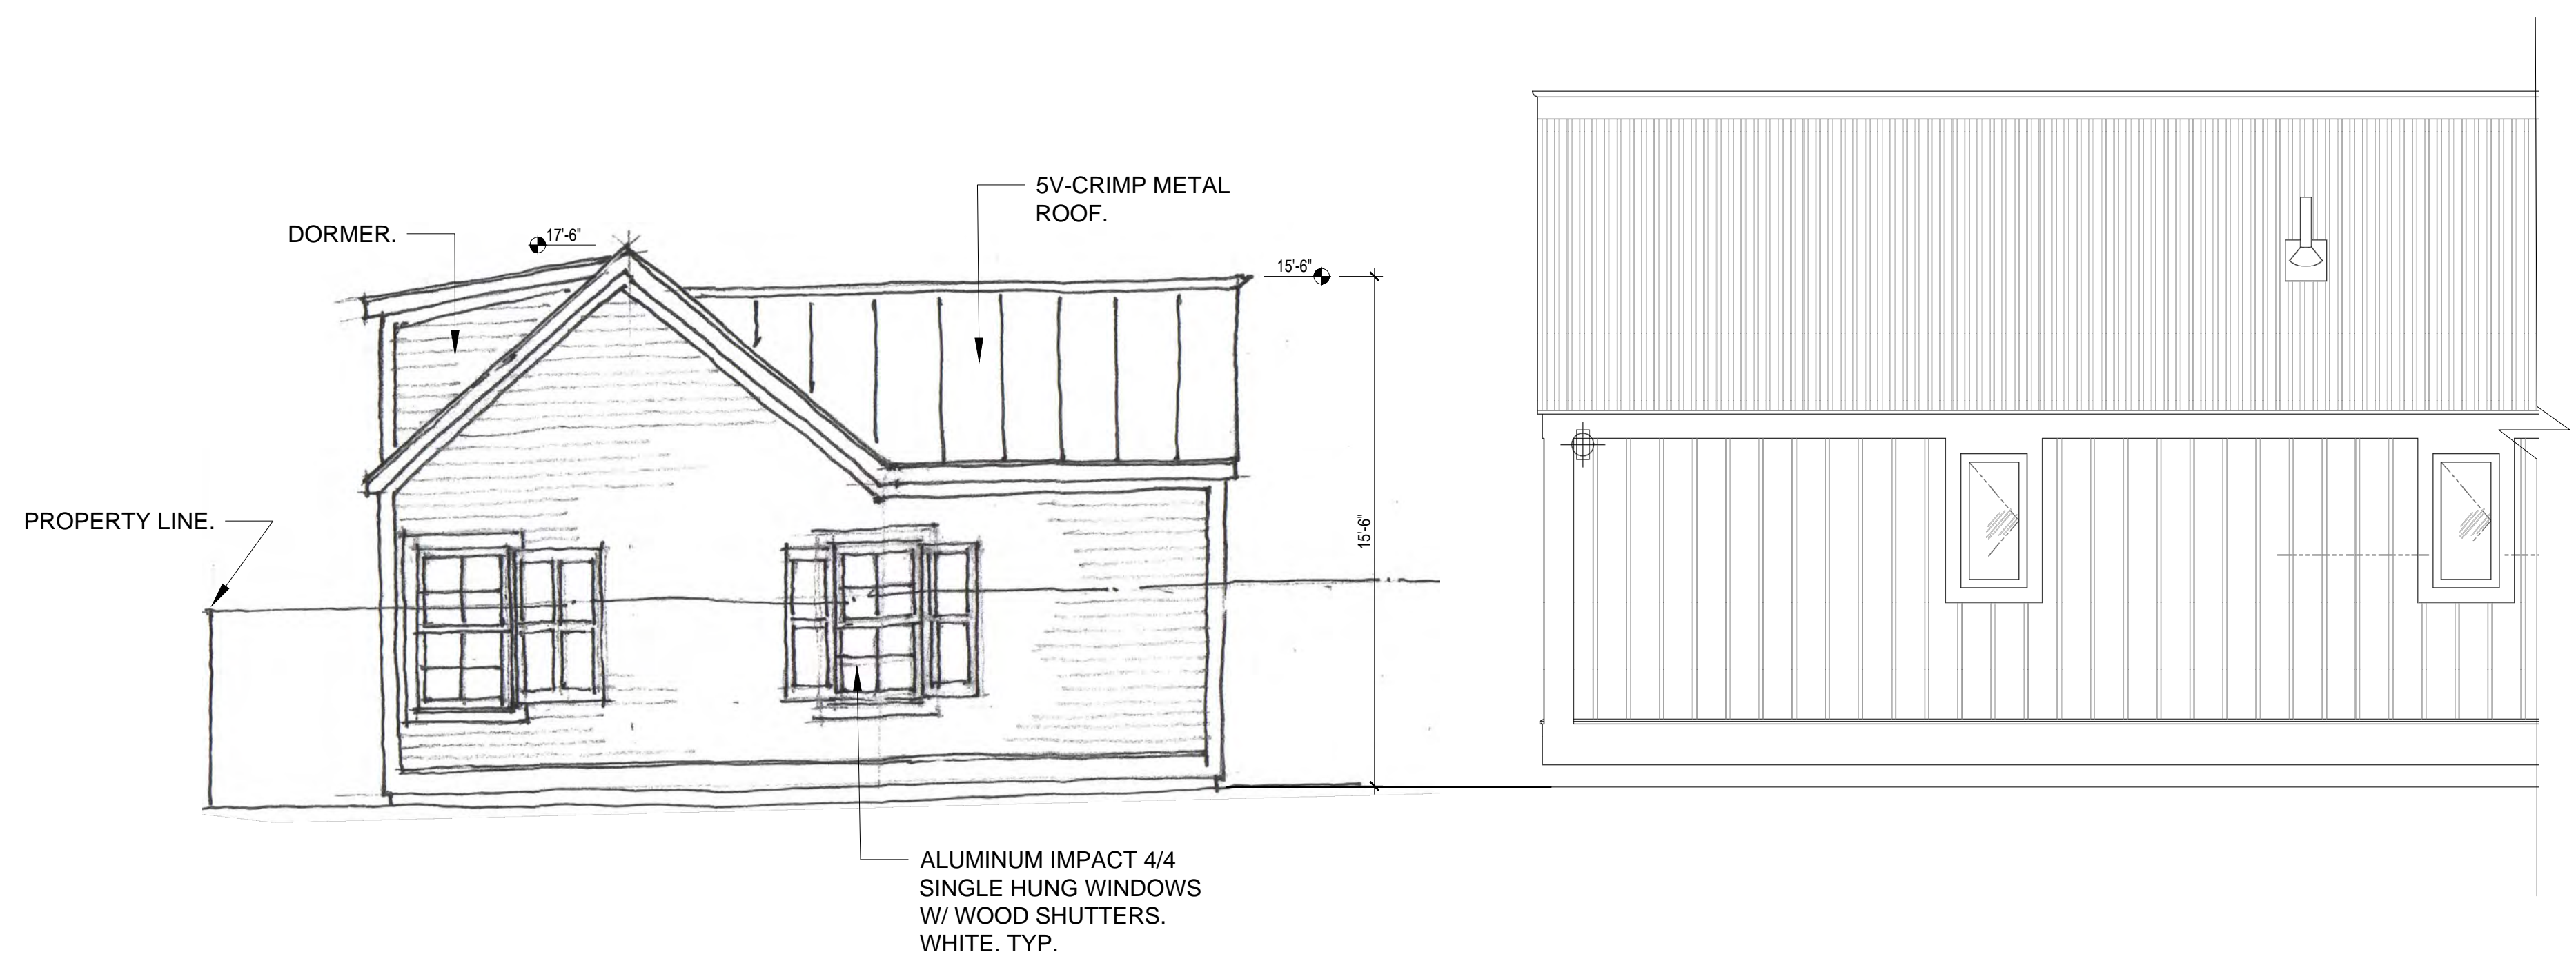 5V-CRIMP METAL
ROOF.
DORMER.
17'-6"
15'-6"
PROPERTY LINE.
15'-6"
ALUMINUM IMPACT 4/4
SINGLE HUNG WINDOWS
W/ WOOD SHUTTERS.
WHITE. TYP.